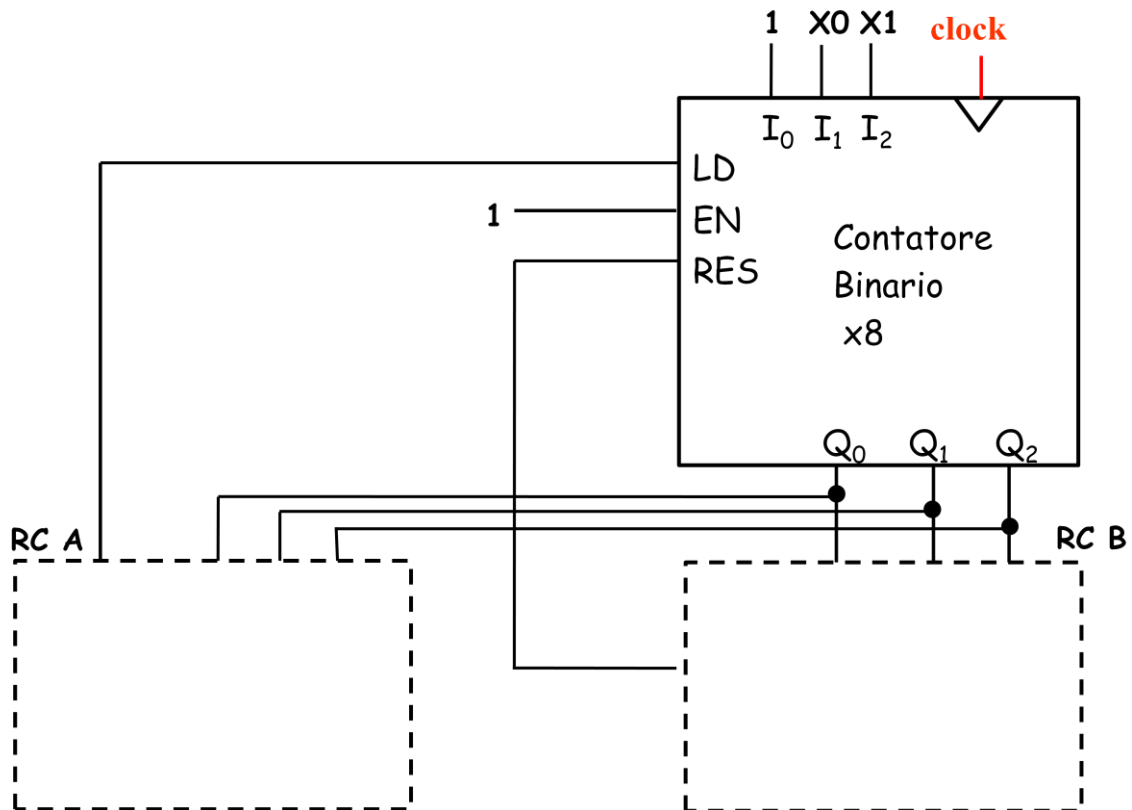 1 X0 X1 clock
I₀ I₁ I₂
LD
1 EN
RES
Contatore
Binario
x8
Q₀ Q₁ Q₂
RC A
RC B